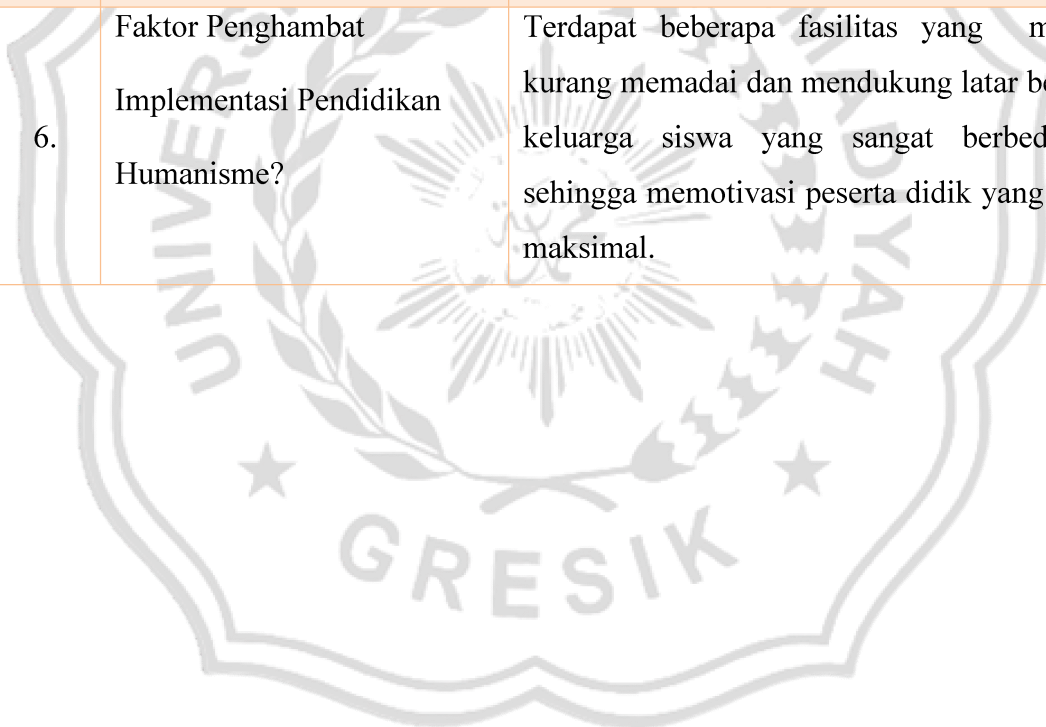 6.
Faktor Penghambat
Implementasi Pendidikan
Humanisme?
Terdapat beberapa fasilitas yang
kurang memadai dan mendukung latar
keluarga siswa yang sangat
sehingga memotivasi peserta didik yang
maksimal.
GRESIK